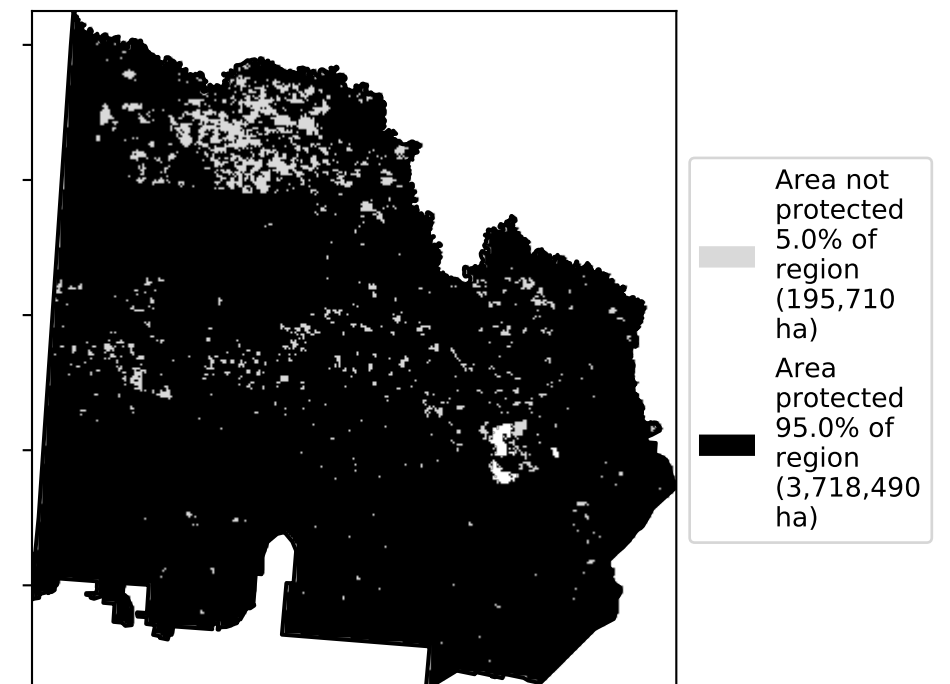 Area not
protected
5.0% of
region
(195,710
ha)
Area
protected
95.0% of
region
(3,718,490
ha)